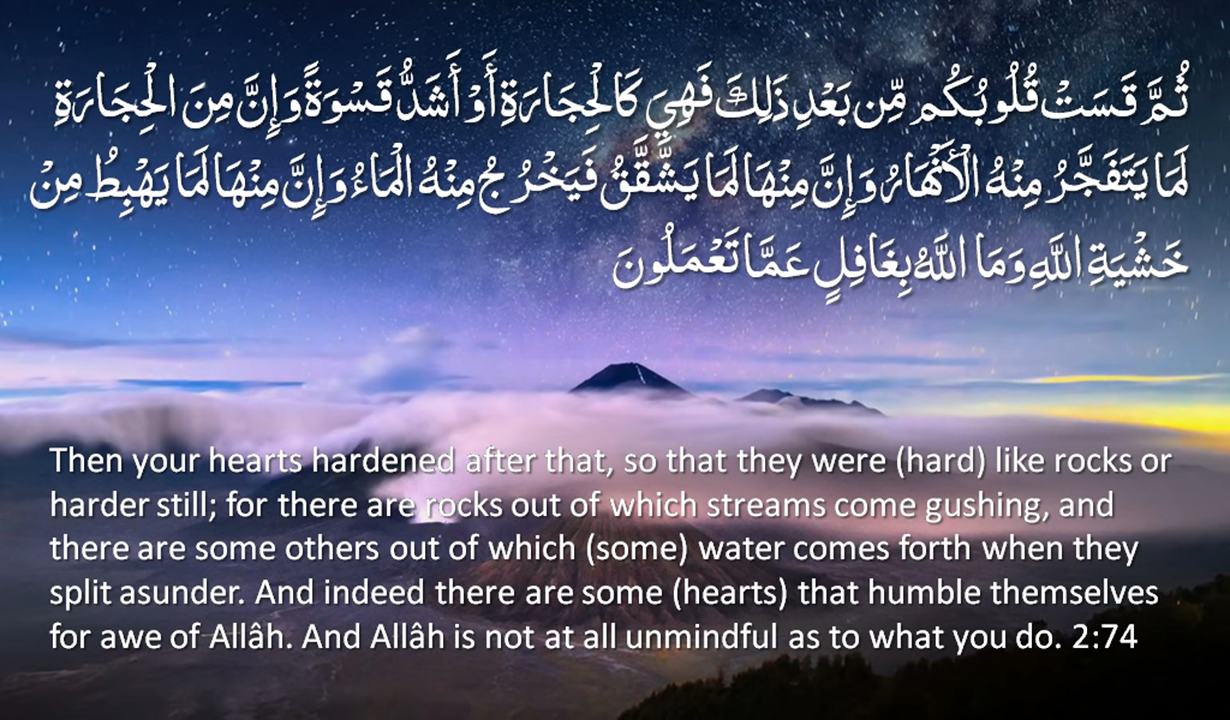 ثُمَّ قَسَتْ قُلُوبُكُم مِّن بَعْدِ ذَلِكَ فَهِيَ كَالْحِجَارَةِ أَوْ أَشَدُّ قَسْوَةً وَإِنَّ مِنَ الْحِجَارَةِ
لَمَا يَتَفَجَّرُ مِنْهُ الْأَنْهَارُ وَإِنَّ مِنْهَا لَمَا يَشَّقَّقُ فَيَخْرُجُ مِنْهُ الْمَاءُ وَإِنَّ مِنْهَا لَمَا يَهْبِطُ مِنْ
خَشْيَةِ اللَّهِ وَمَا اللَّهُ بِغَافِلٍ عَمَّا تَعْمَلُونَ
Then your hearts hardened after that, so that they were (hard) like rocks or
harder still; for there are rocks out of which streams come gushing, and
there are some others out of which (some) water comes forth when they
split asunder. And indeed there are some (hearts) that humble themselves
for awe of Allâh. And Allâh is not at all unmindful as to what you do. 2:74